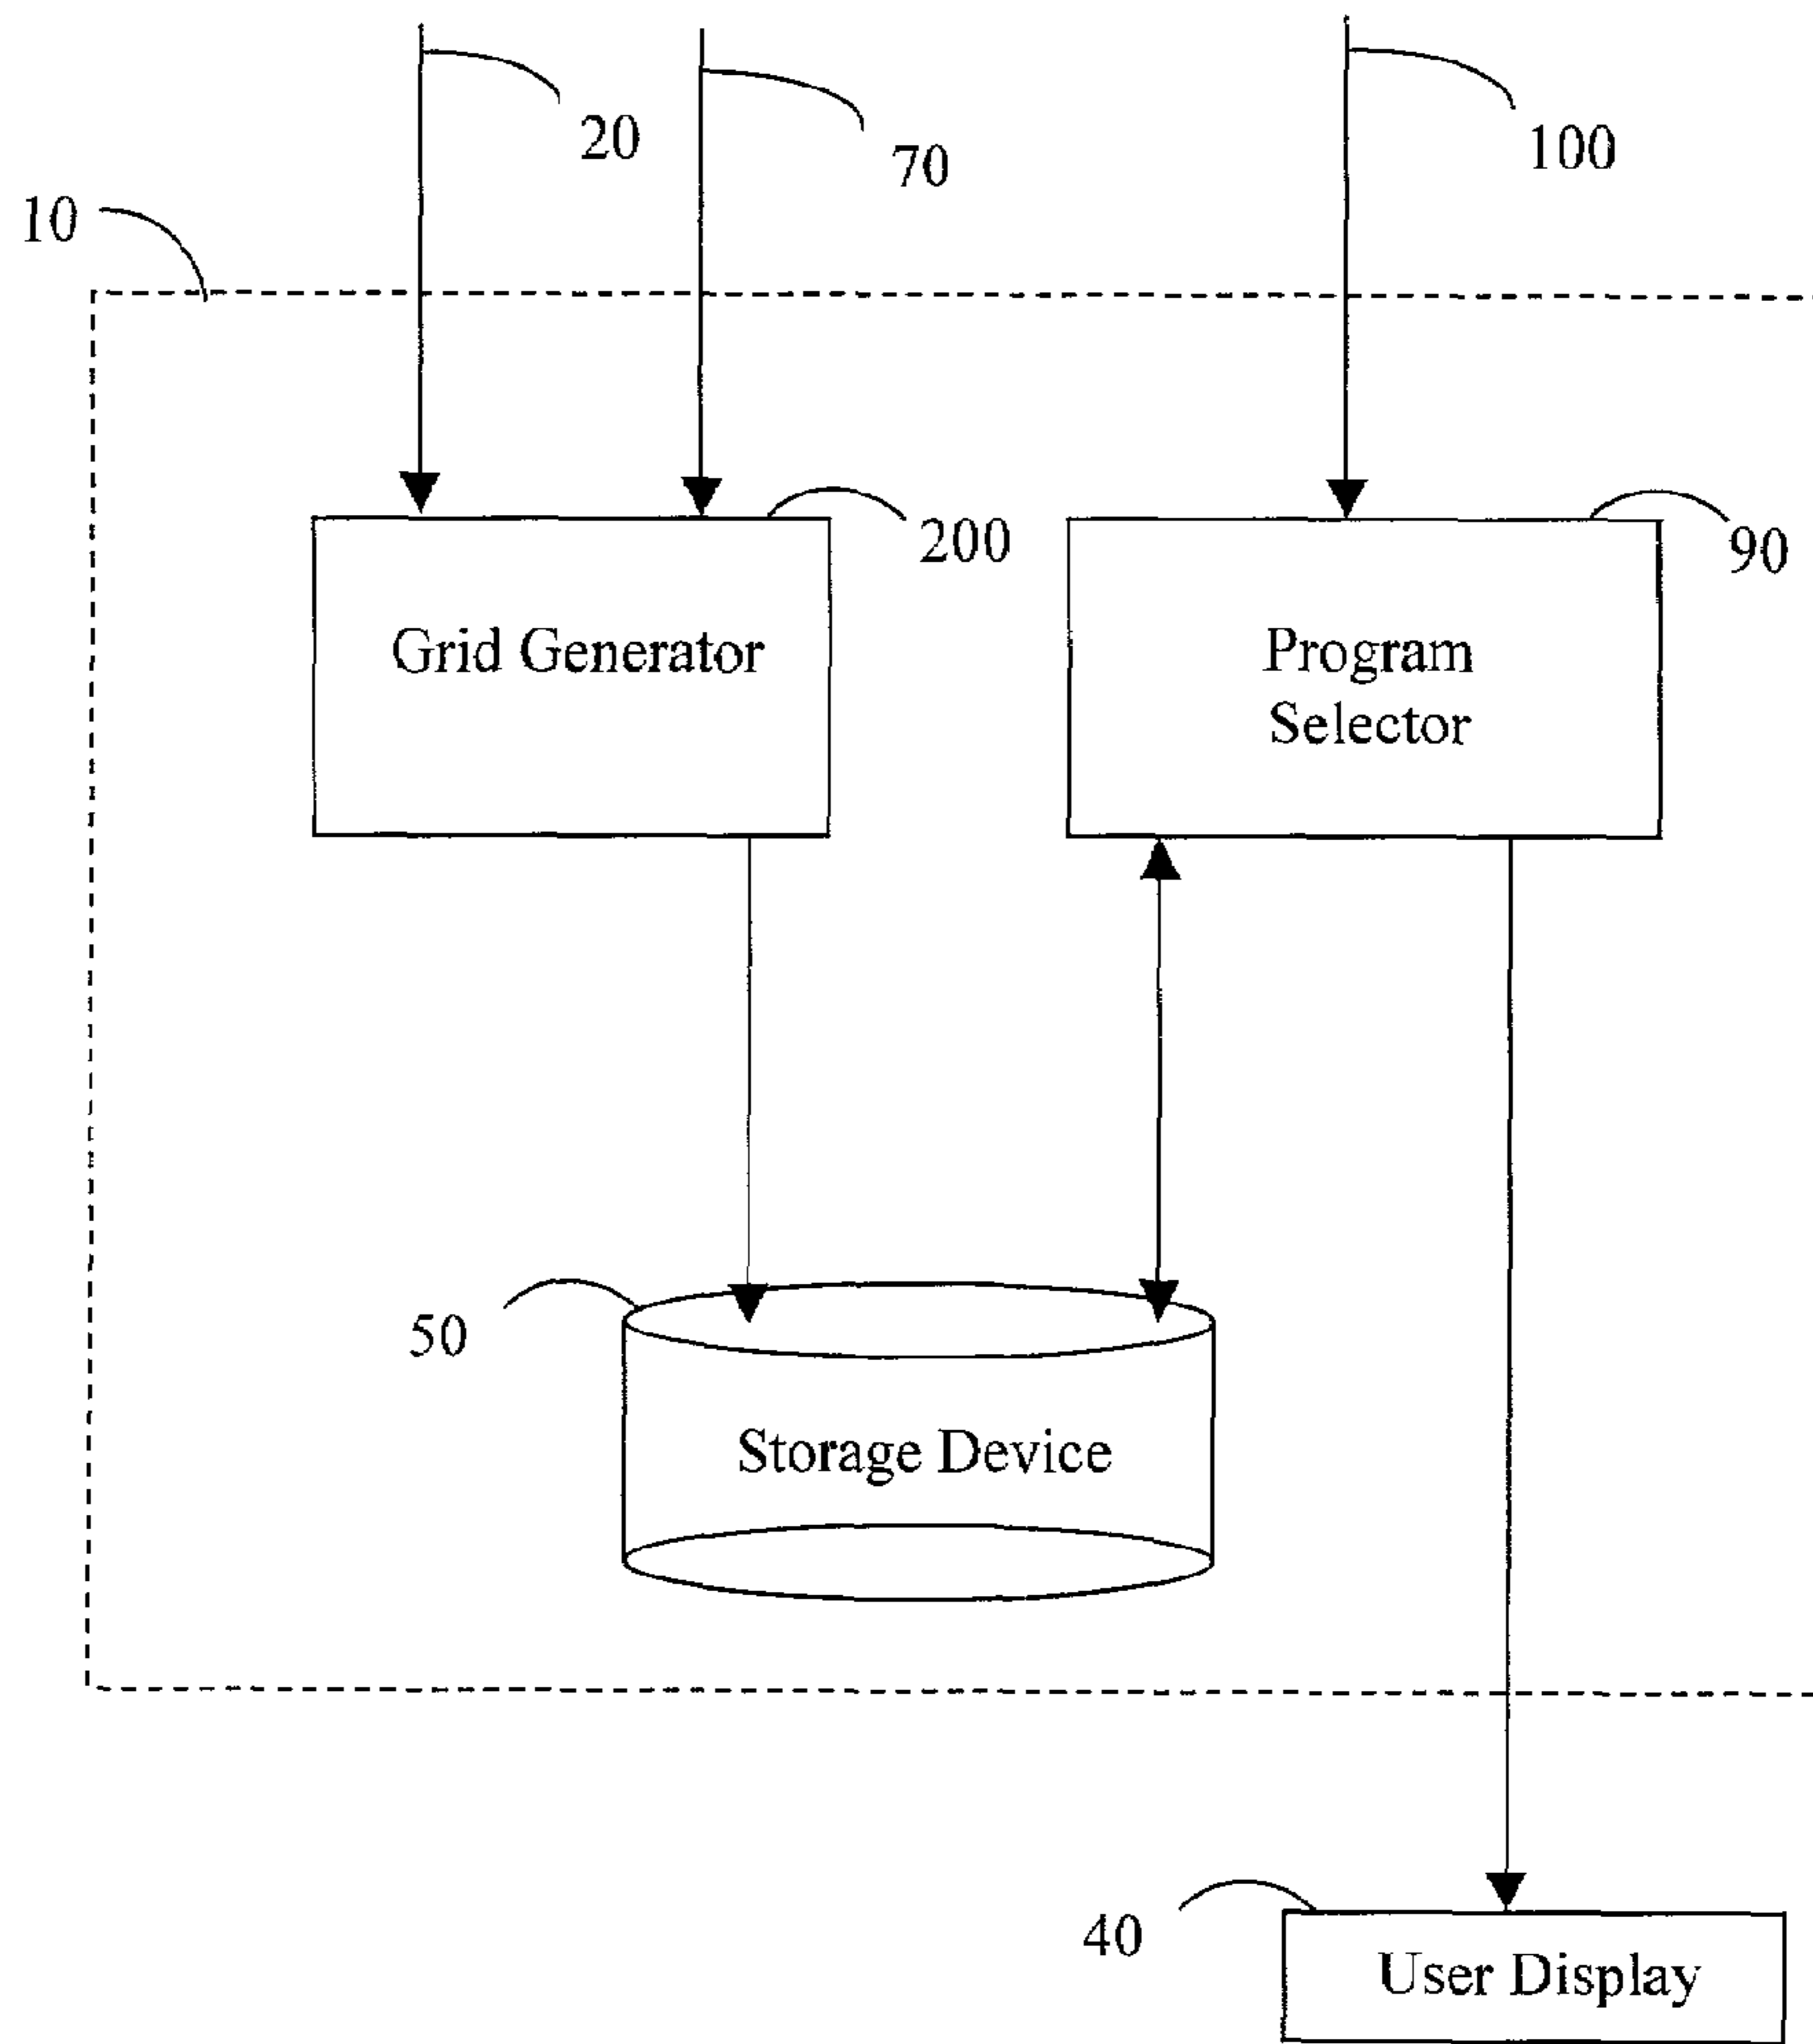 20
70
100
10
200
90
Grid Generator
Program
Selector
50
Storage Device
40
User Display